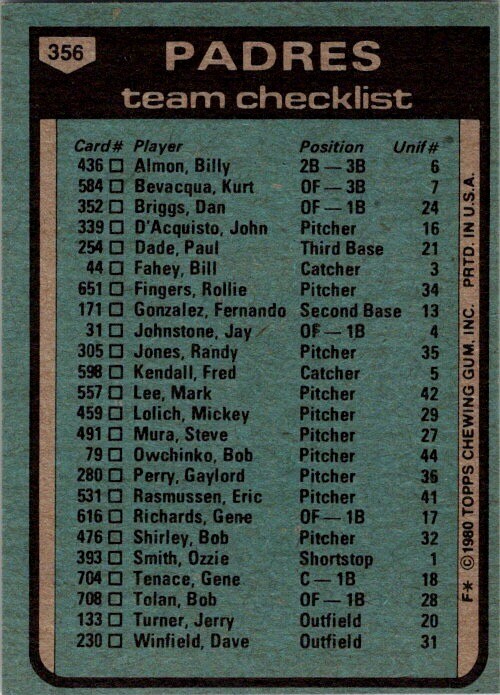 356
PADRES
team checklist
Card# Player Position Unif#
436 □ Almon, Billy 2B — 3B 6
584 □ Bevacqua, Kurt OF — 3B 7
352 □ Briggs, Dan OF — 1B 24
339 □ D'Acquisto, John Pitcher 16
254 □ Dade, Paul Third Base 21
44 □ Fahey, Bill Catcher 3
651 □ Fingers, Rollie Pitcher 34
171 □ Gonzalez, Fernando Second Base 13
31 □ Johnstone, Jay OF — 1B 4
305 □ Jones, Randy Pitcher 35
598 □ Kendall, Fred Catcher 5
557 □ Lee, Mark Pitcher 42
459 □ Lolich, Mickey Pitcher 29
491 □ Mura, Steve Pitcher 27
79 □ Owchinko, Bob Pitcher 44
280 □ Perry, Gaylord Pitcher 36
531 □ Rasmussen, Eric Pitcher 41
616 □ Richards, Gene OF — 1B 17
476 □ Shirley, Bob Pitcher 32
393 □ Smith, Ozzie Shortstop 1
704 □ Tenace, Gene C — 1B 18
708 □ Tolan, Bob OF — 1B 28
133 □ Turner, Jerry Outfield 20
230 □ Winfield, Dave Outfield 31
F* © 1980 TOPPS CHEWING GUM, INC. PRTD. IN U.S.A.